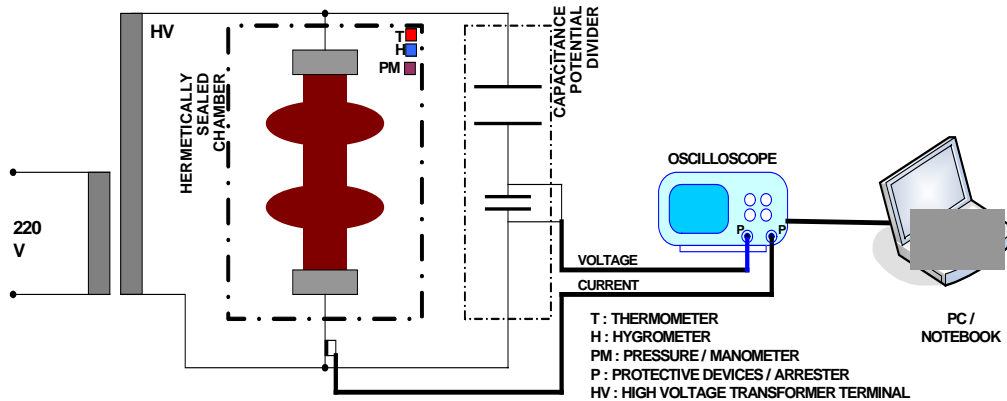 HV
T
H
PM
HERMETICALLY
SEALED
CHAMBER
CAPACITANCE
POTENTIAL
DIVIDER
220
V
OSCILLOSCOPE
P
P
VOLTAGE
CURRENT
T : THERMOMETER
H : HYGROMETER
PM : PRESSURE / MANOMETER
P : PROTECTIVE DEVICES / ARRESTER
HV : HIGH VOLTAGE TRANSFORMER TERMINAL
PC /
NOTEBOOK